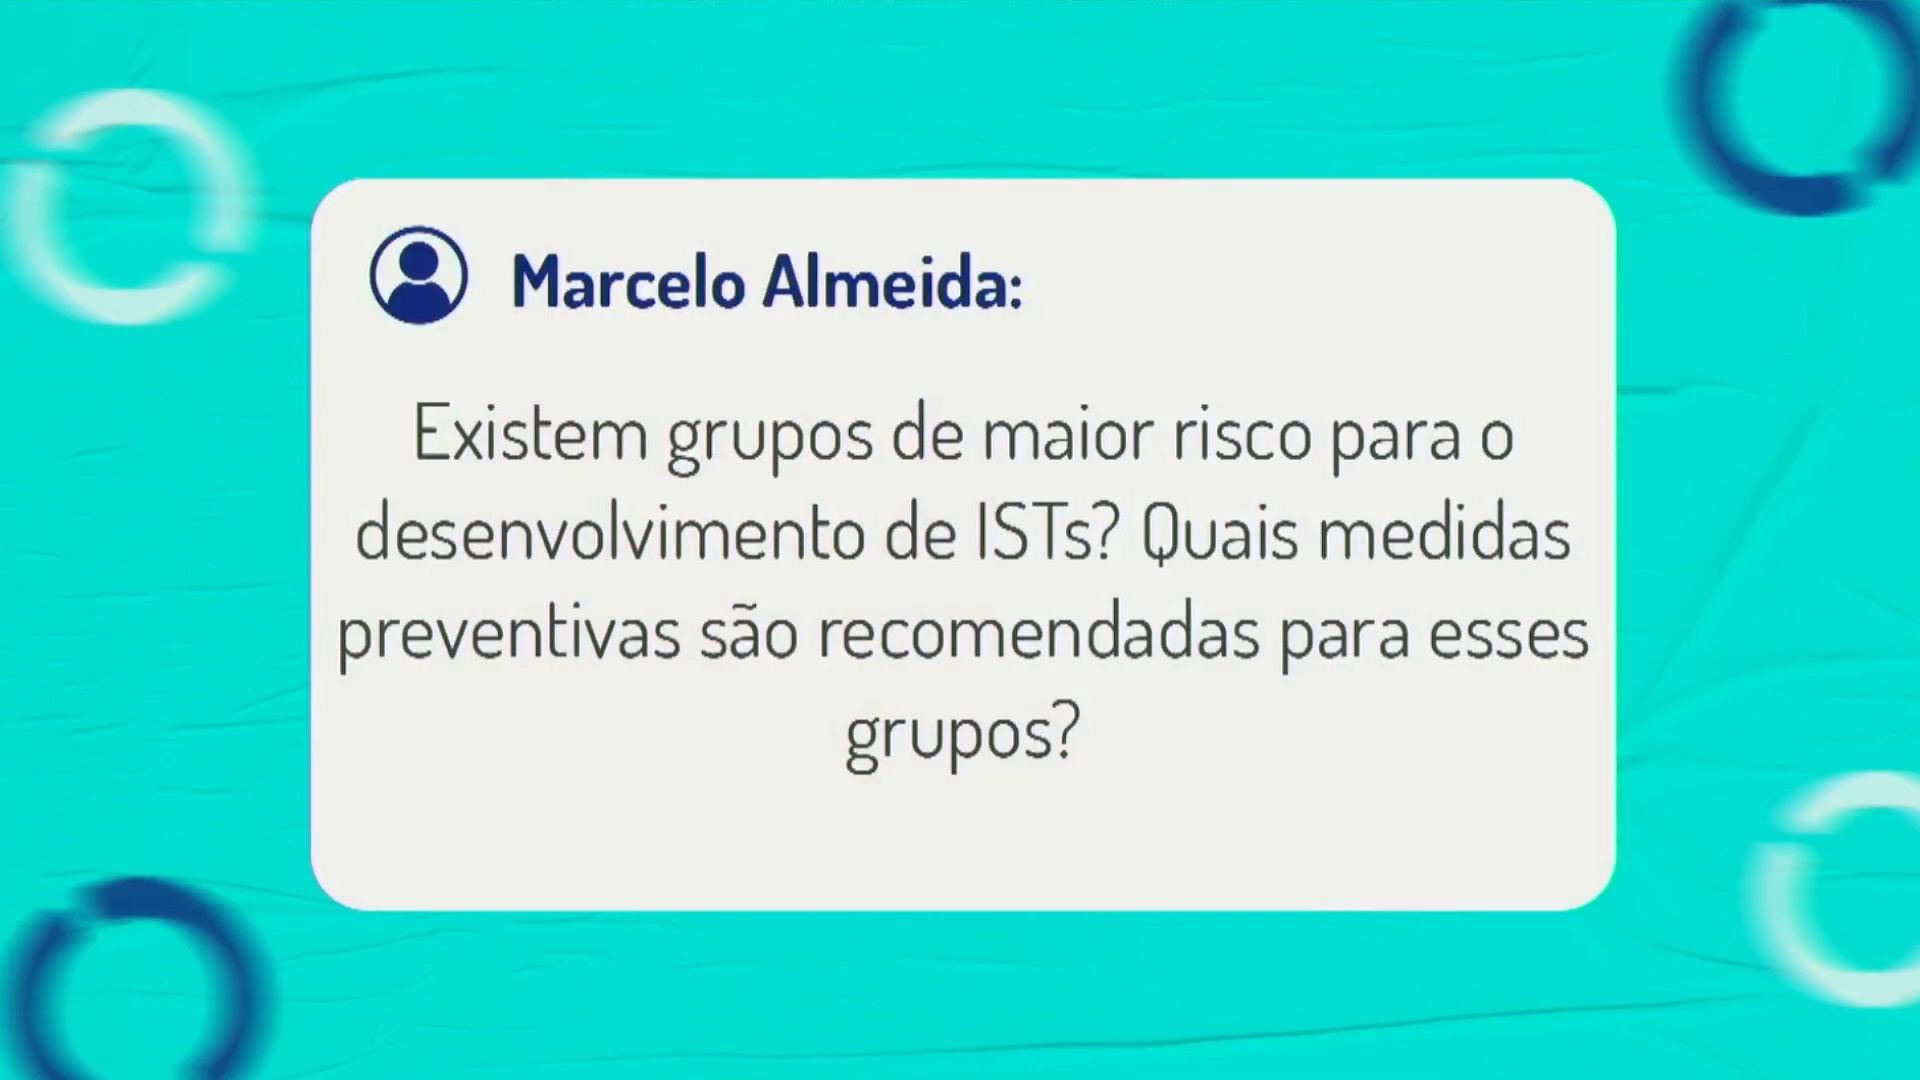 Marcelo Almeida:
Existem grupos de maior risco para o
desenvolvimento de ISTs? Quais medidas
preventivas são recomendadas para esses
grupos?